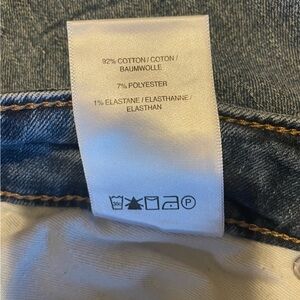 92% COTTON / COTON /
BAUMWOLLE
7% POLYESTER
1% ELASTANE / ELASTHANNE /
ELASTHAN
P